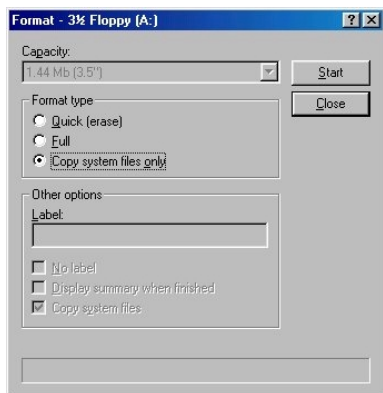 Format - 3½ Floppy (A:)
Capacity:
1.44 Mb (3.5")
Start
Format type
Close
Quick (erase)
Full
Copy system files only
Other options
Label:
No label
Display summary when finished
Copy system files